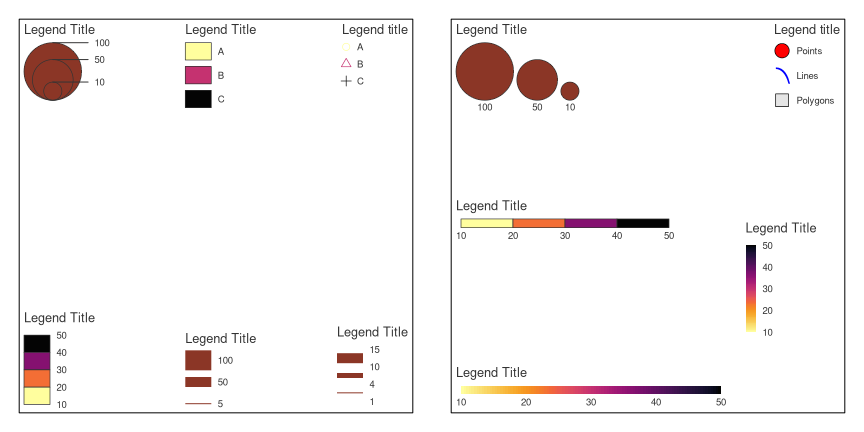 Legend Title
100
50
10
Legend Title
A
B
C
Legend title
A
B
C
Legend Title
50
40
30
20
10
Legend Title
100
50
5
Legend Title
15
10
4
1
Legend Title
100 50 10
Legend title
Points
Lines
Polygons
Legend Title
10 20 30 40 50
Legend Title
50
40
30
20
10
Legend Title
10 20 30 40 50